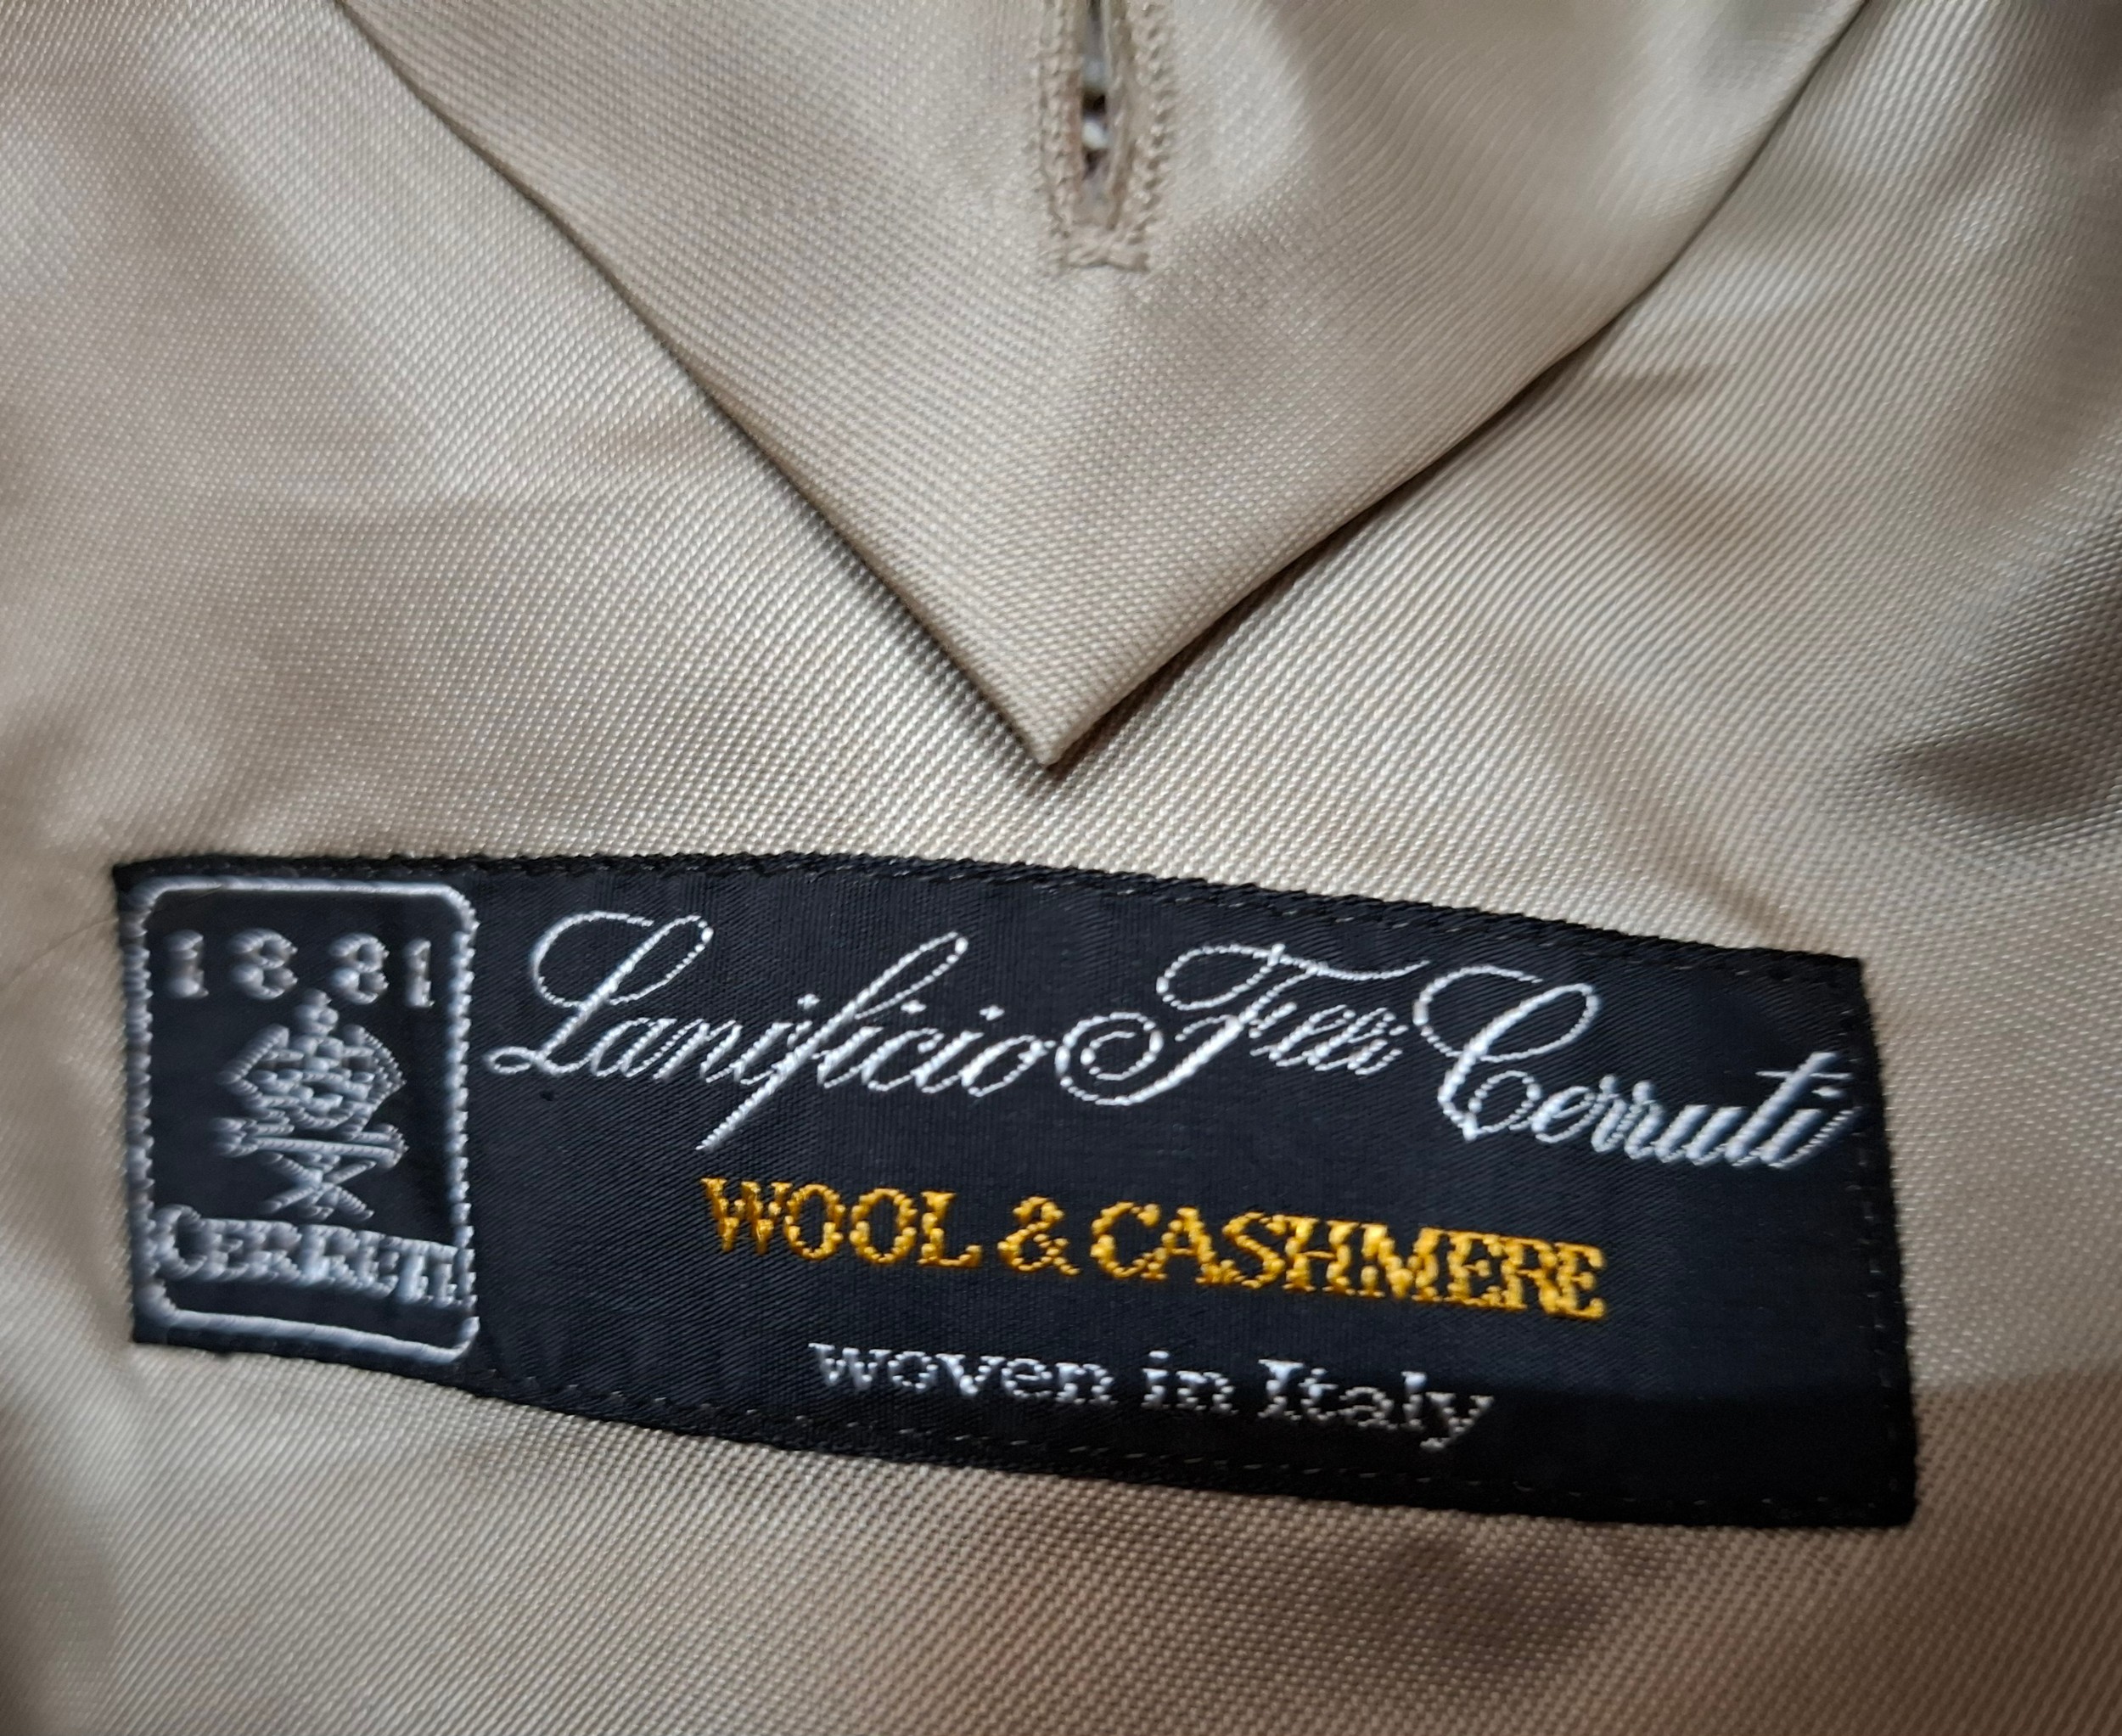 1881
CERRUTI
Lanificio F.lli Cerruti
WOOL & CASHMERE
woven in Italy